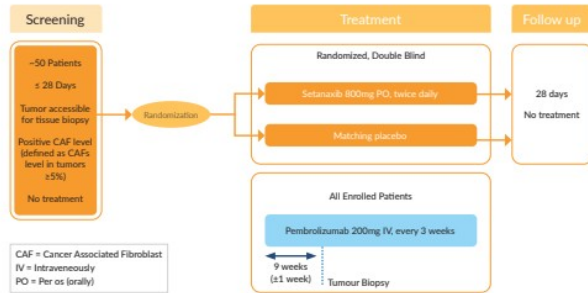 Screening
Treatment
Follow up
~50 Patients
≤ 28 Days
Tumor accessible
for tissue biopsy
Positive CAF level
(defined as CAFs
level in tumors
±5%)
No treatment
Randomization
Randomized, Double Blind
Setanaxib 800mg PO, twice daily
Matching placebo
28 days
No treatment
All Enrolled Patients
Pembrolizumab 200mg IV, every 3 weeks
9 weeks
(±1 week)
Tumour Biopsy
CAF = Cancer Associated Fibroblast
IV = Intraveneously
PO = Per os (orally)